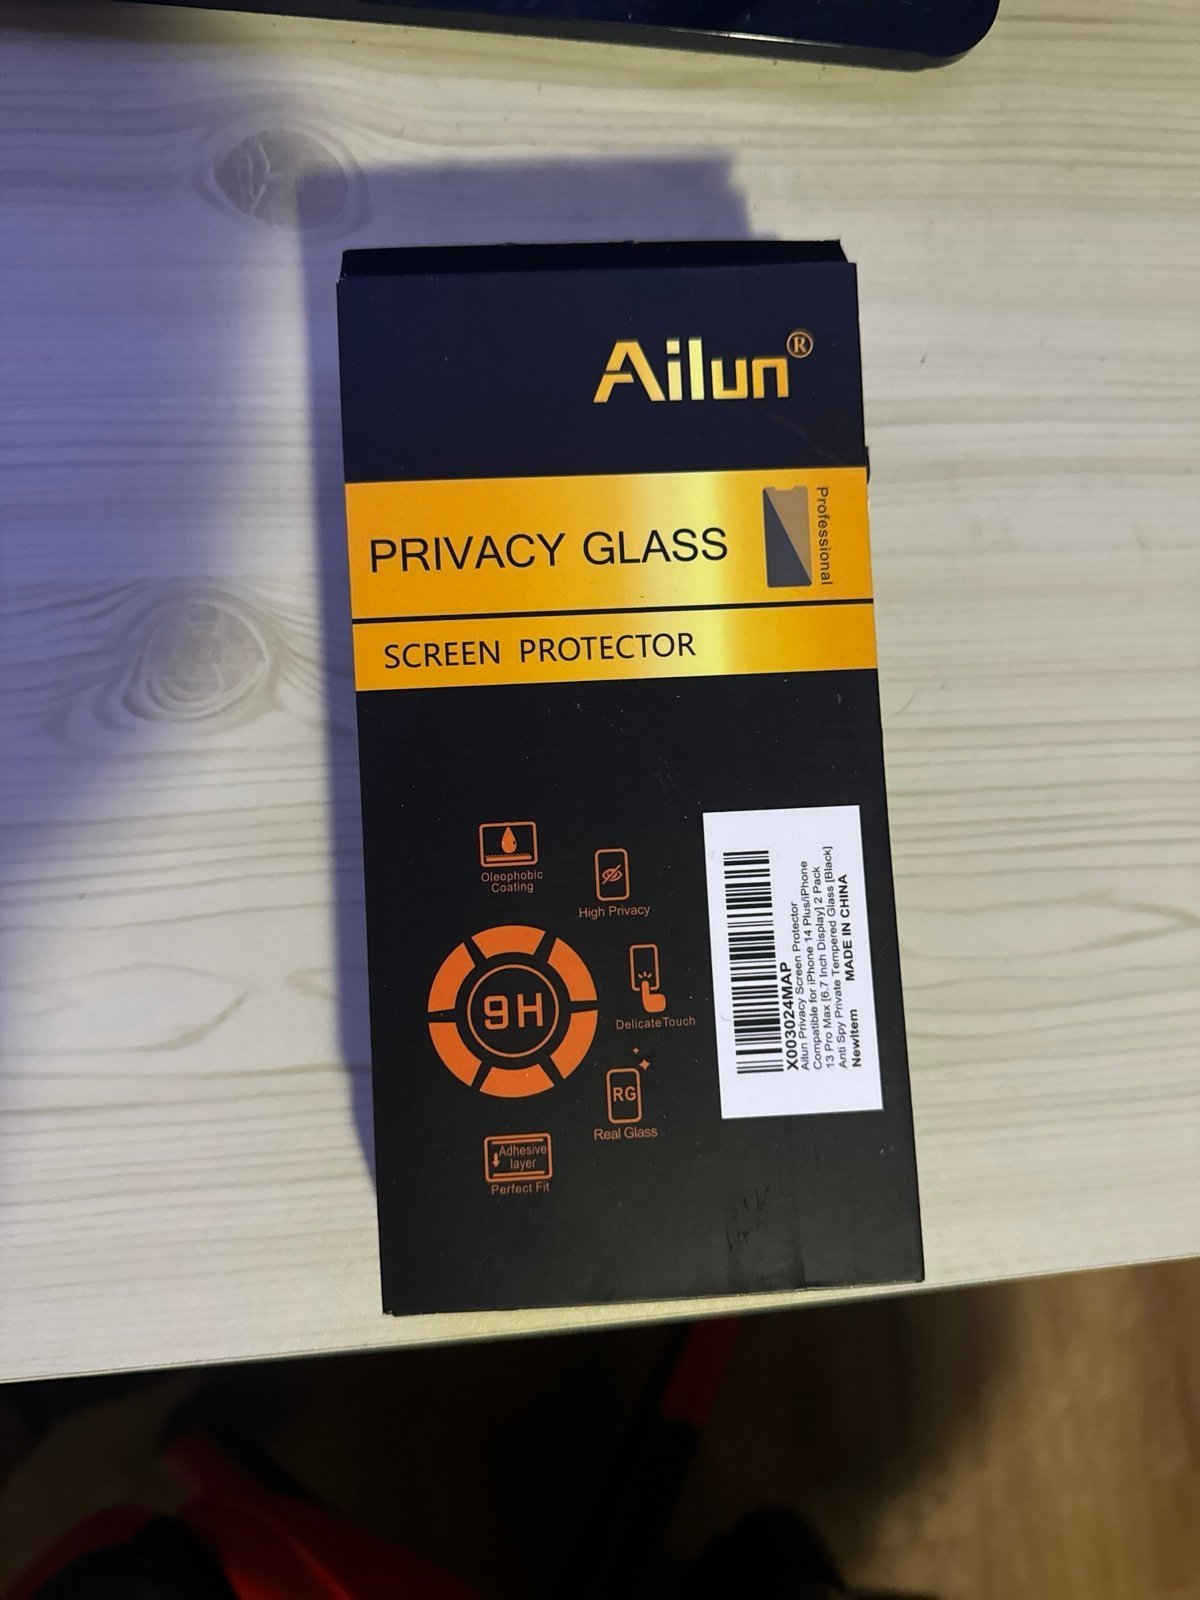 Ailun®
PRIVACY GLASS
Professional
SCREEN PROTECTOR
Oleophobic
Coating
High Privacy
9H
Delicate Touch
RG
Real Glass
Adhesive
layer
Perfect Fit
X003024MAP
Ailun Privacy Screen Protector
Compatible for iPhone 14 Plus/iPhone
13 Pro Max [6.7 Inch Display] 2 Pack
Anti Spy Private Tempered Glass [Black]
NewItem MADE IN CHINA